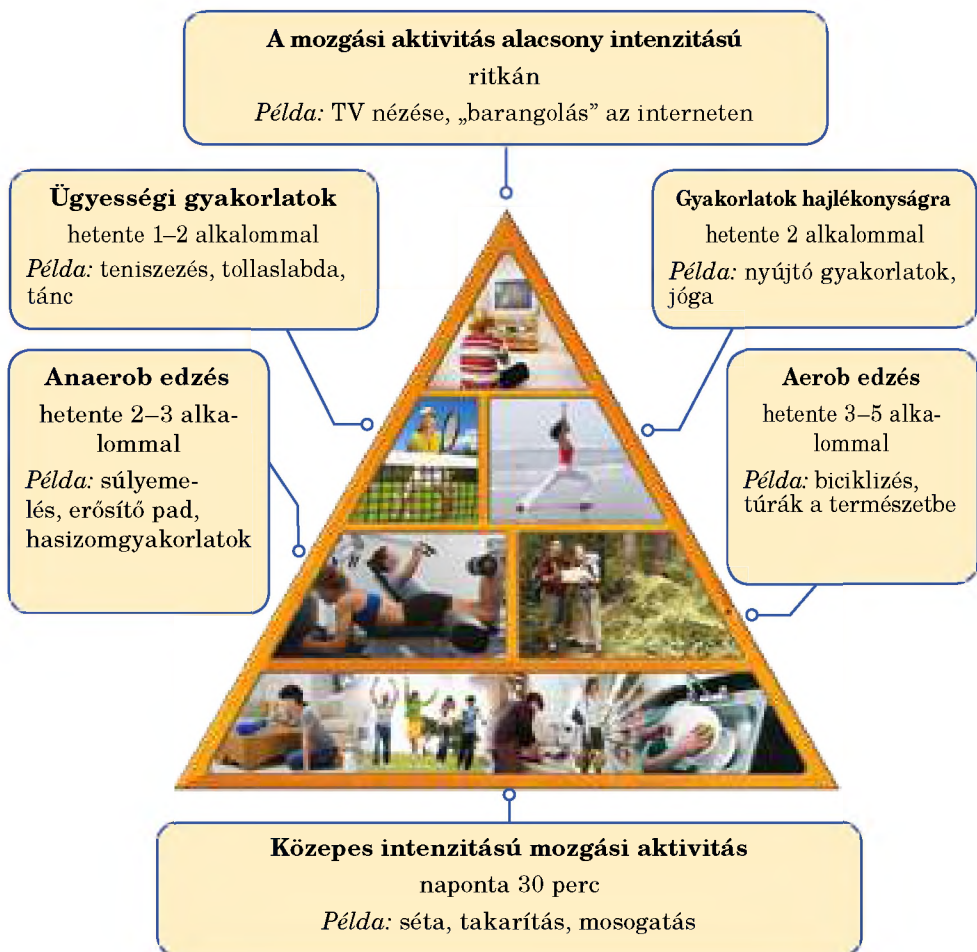 A mozgási aktivitás alacsony intenzitású
ritkán
Példa: TV nézése, „barangolás” az interneten
Ügyességi gyakorlatok
hetente 1–2 alkalommal
Példa: teniszezés, tollaslabda,
tánc
Gyakorlatok hajlékonyságra
hetente 2 alkalommal
Példa: nyújtó gyakorlatok,
jóga
Anaerob edzés
hetente 2–3 alka-
lommal
Példa: súlyeme-
lés, erősítő pad,
hasizomgyakorlatok
Aerob edzés
hetente 3–5 alka-
lommal
Példa: biciklizés,
túrák a természetbe
Közepes intenzitású mozgási aktivitás
naponta 30 perc
Példa: séta, takarítás, mosogatás